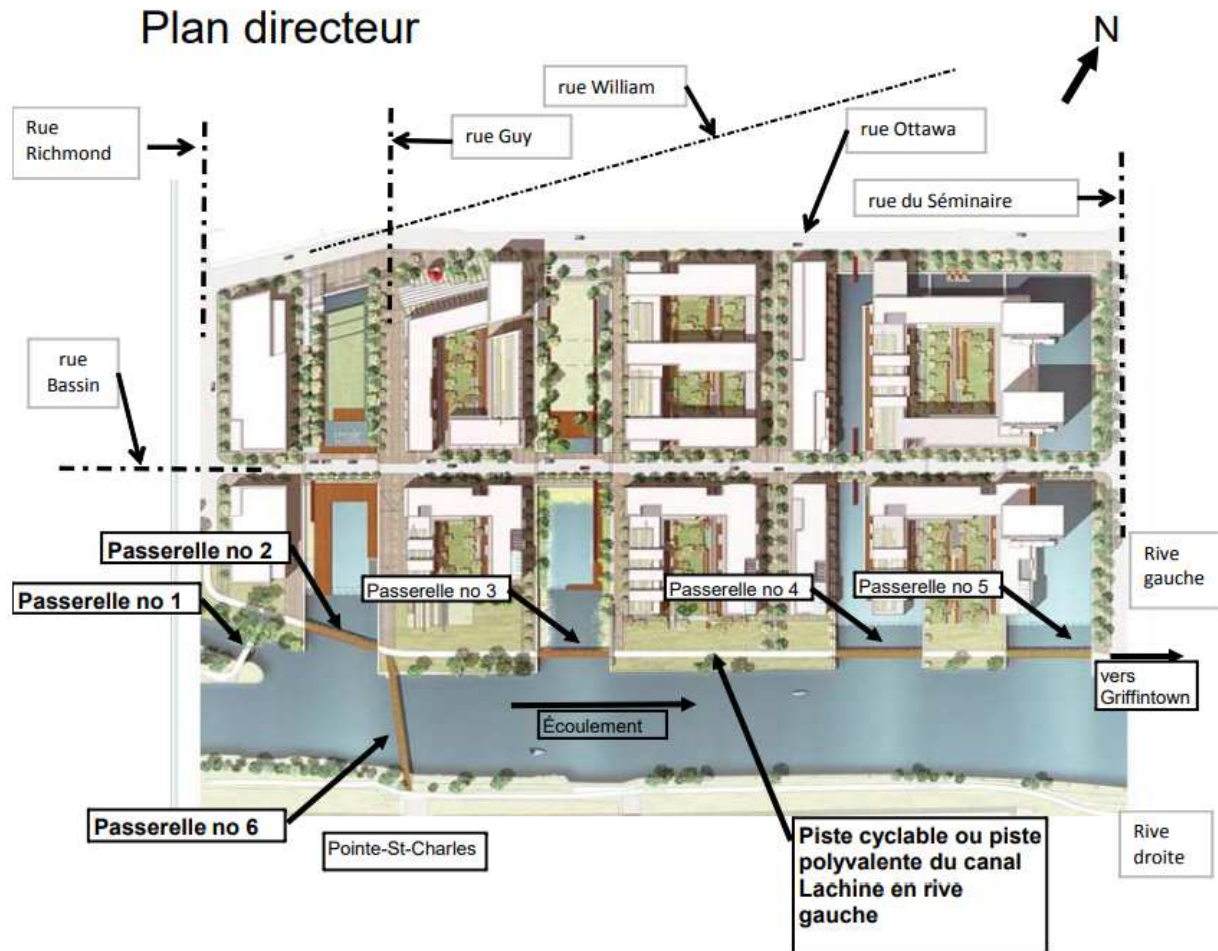 Plan directeur
N
rue William
Rue
Richmond
rue Guy
rue Ottawa
rue du Séminaire
rue
Bassin
Passerelle no 2
Passerelle no 1
Passerelle no 3
Passerelle no 4
Passerelle no 5
Rive
gauche
vers
Griffintown
Écoulement
Passerelle no 6
Pointe-St-Charles
Piste cyclable ou piste
polyvalente du canal
Lachine en rive
gauche
Rive
droite